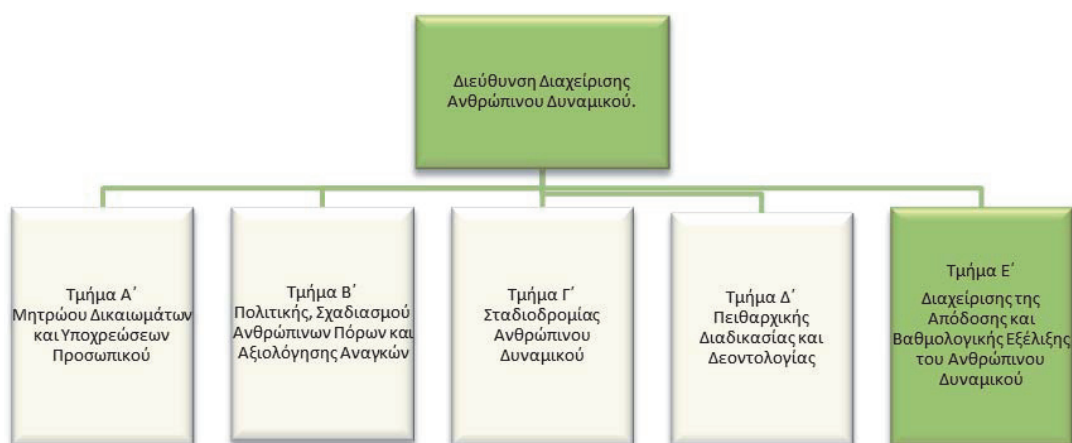 Διεύθυνση Διαχείρισης
Ανθρώπινου Δυναμικού.
Τμήμα Α΄
Μητρώου Δικαιωμάτων
και Υποχρεώσεων
Προσωπικού
Τμήμα Β΄
Πολιτικής, Σχαδιασμού
Ανθρώπινων Πόρων και
Αξιολόγησης Αναγκών
Τμήμα Γ΄
Σταδιοδρομίας
Ανθρώπινου
Δυναμικού
Τμήμα Δ΄
Πειθαρχικής
Διαδικασίας και
Δεοντολογίας
Τμήμα Ε΄
Διαχείρισης της
Απόδοσης και
Βαθμολογικής Εξέλιξης
του Ανθρώπινου
Δυναμικού